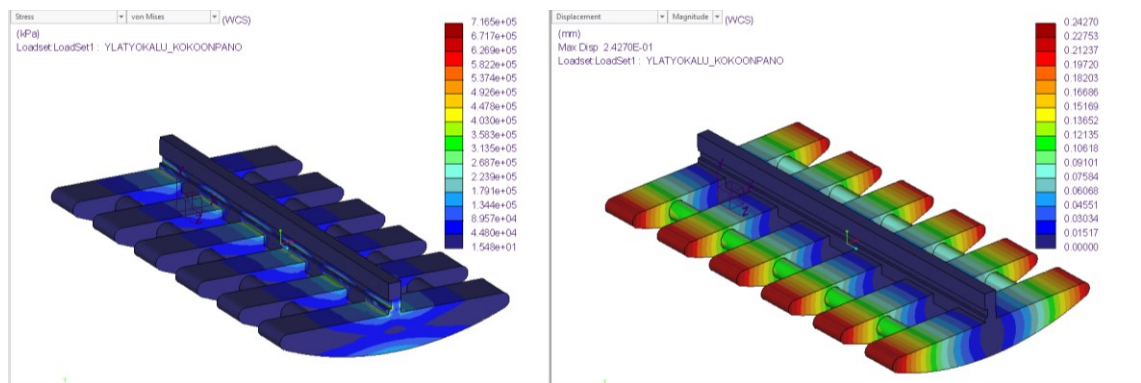 Stress von Mises (WCS)
(kPa)
Loadset:LoadSet1 : YLATYOKALU_KOKOONPANO
7.165e+05
6.717e+05
6.269e+05
5.822e+05
5.374e+05
4.926e+05
4.478e+05
4.030e+05
3.583e+05
3.135e+05
2.687e+05
2.239e+05
1.791e+05
1.344e+05
8.957e+04
4.480e+04
1.548e+01
Displacement Magnitude (WCS)
(mm)
Max Disp 2.4270E-01
Loadset:LoadSet1 : YLATYOKALU_KOKOONPANO
0.24270
0.22753
0.21237
0.19720
0.18203
0.16686
0.15169
0.13652
0.12135
0.10618
0.09101
0.07584
0.06068
0.04551
0.03034
0.01517
0.00000